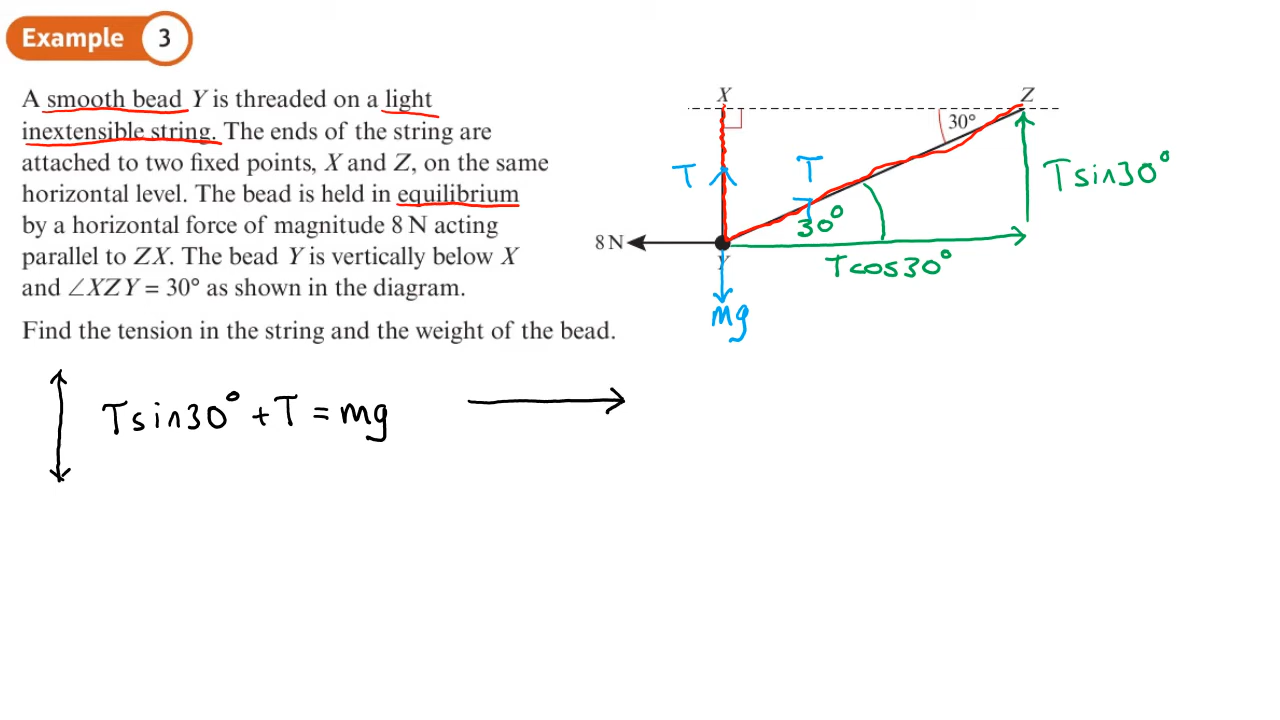 Example 3
A smooth bead Y is threaded on a light
inextensible string. The ends of the string are
attached to two fixed points, X and Z, on the same
horizontal level. The bead is held in equilibrium
by a horizontal force of magnitude 8 N acting
parallel to ZX. The bead Y is vertically below X
and ∠XZY = 30° as shown in the diagram.
Find the tension in the string and the weight of the bead.
X
Z
30°
T
T
Tsin30°
30°
8 N
Y
Tcos30°
mg
Tsin30° + T = mg